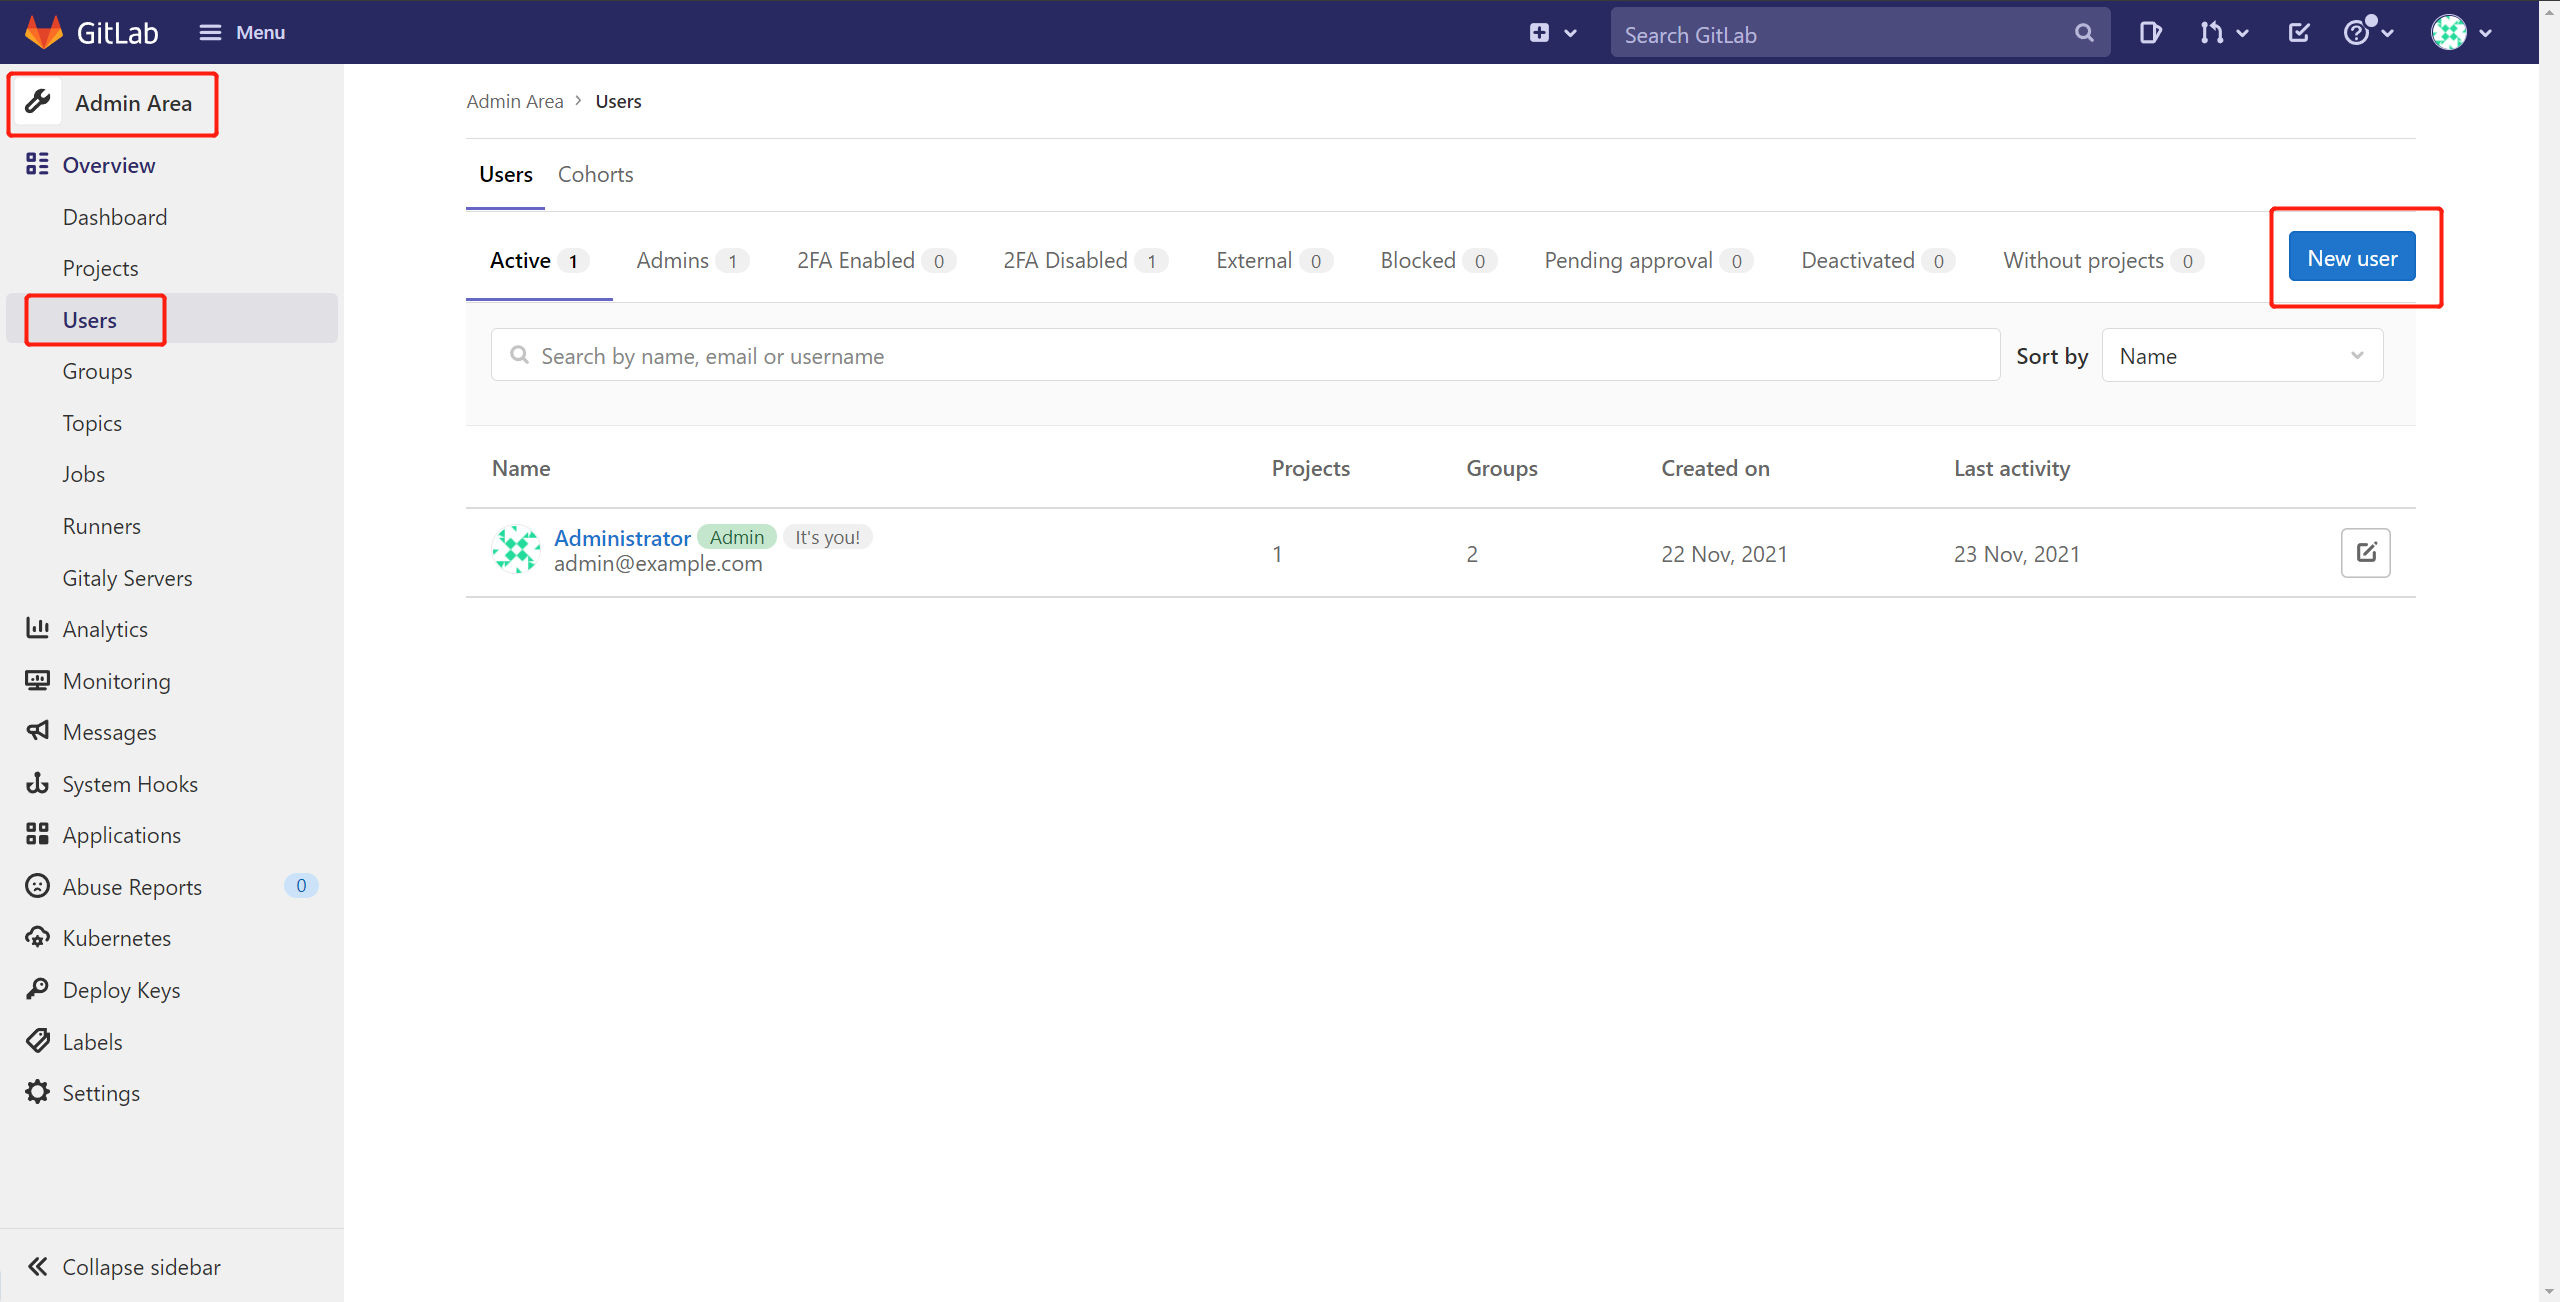 GitLab Menu Search GitLab
Admin Area
Overview
Dashboard
Projects
Users
Groups
Topics
Jobs
Runners
Gitaly Servers
Analytics
Monitoring
Messages
System Hooks
Applications
Abuse Reports 0
Kubernetes
Deploy Keys
Labels
Settings
Collapse sidebar
Admin Area › Users
Users Cohorts
Active 1 Admins 1 2FA Enabled 0 2FA Disabled 1 External 0 Blocked 0 Pending approval 0 Deactivated 0 Without projects 0 New user
Search by name, email or username Sort by Name
Name Projects Groups Created on Last activity
Administrator Admin It's you!
admin@example.com 1 2 22 Nov, 2021 23 Nov, 2021